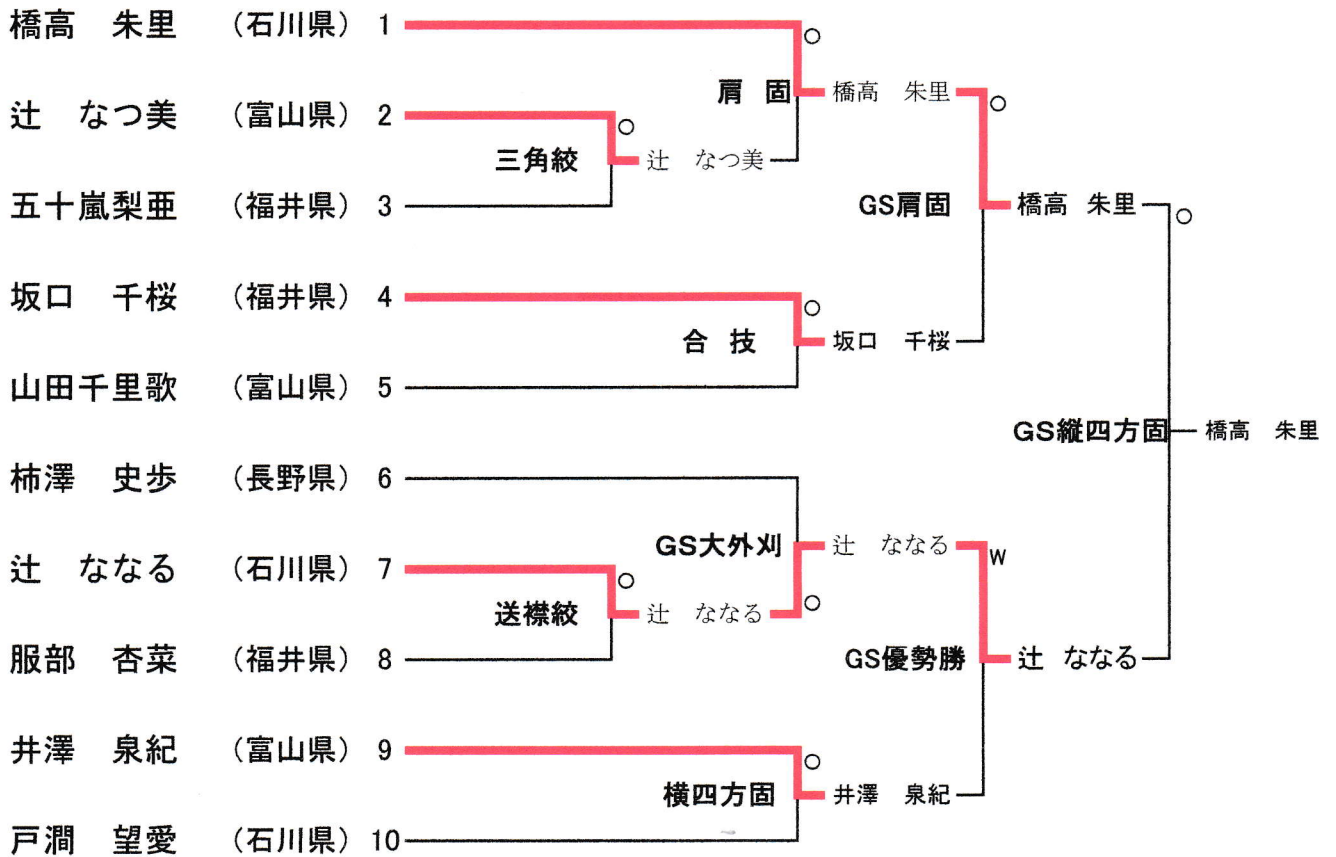 橋高 朱里 （石川県） 1
○
肩 固 橋高 朱里
○
辻 なつ美 （富山県） 2
○
三角絞 辻 なつ美
五十嵐梨亜 （福井県） 3
GS肩固 橋高 朱里
○
坂口 千桜 （福井県） 4
○
合 技 坂口 千桜
山田千里歌 （富山県） 5
GS縦四方固 橋高 朱里
柿澤 史歩 （長野県） 6
GS大外刈 辻 ななる
W
辻 ななる （石川県） 7
○
○
送襟絞 辻 ななる
服部 杏菜 （福井県） 8
GS優勢勝 辻 ななる
井澤 泉紀 （富山県） 9
○
横四方固 井澤 泉紀
戸澗 望愛 （石川県） 10